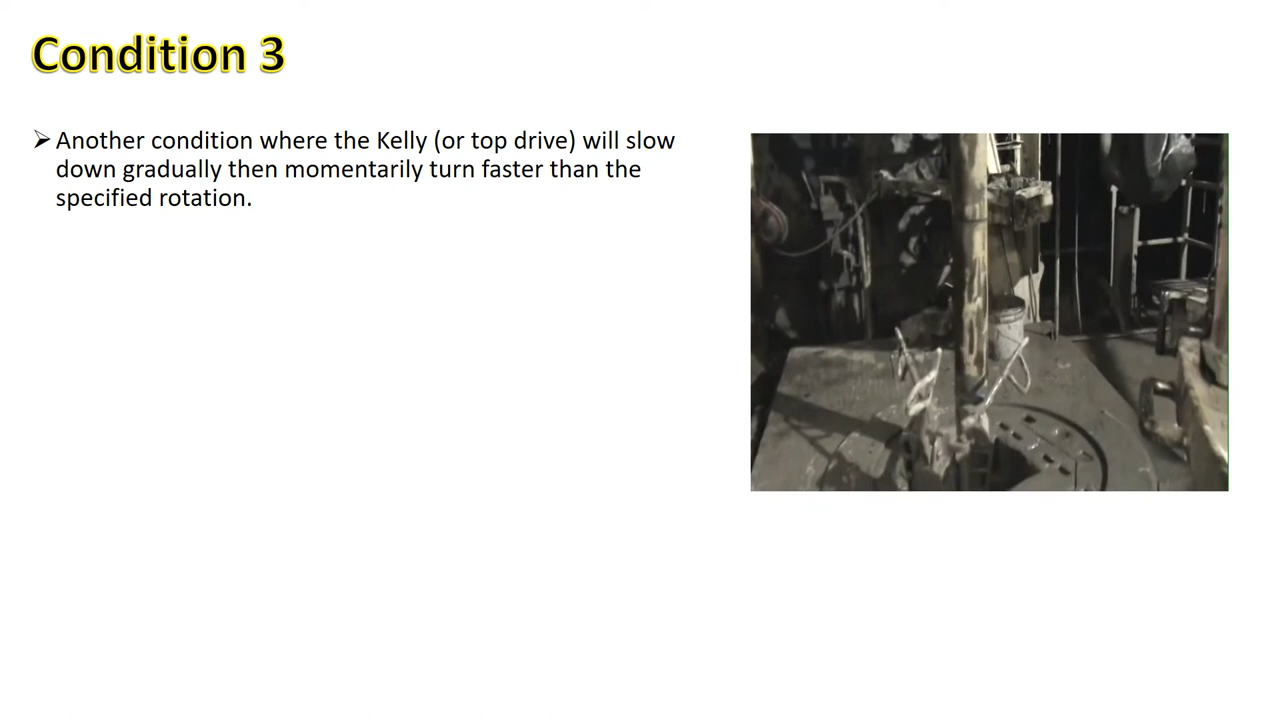 Condition 3
➢ Another condition where the Kelly (or top drive) will slow
down gradually then momentarily turn faster than the
specified rotation.